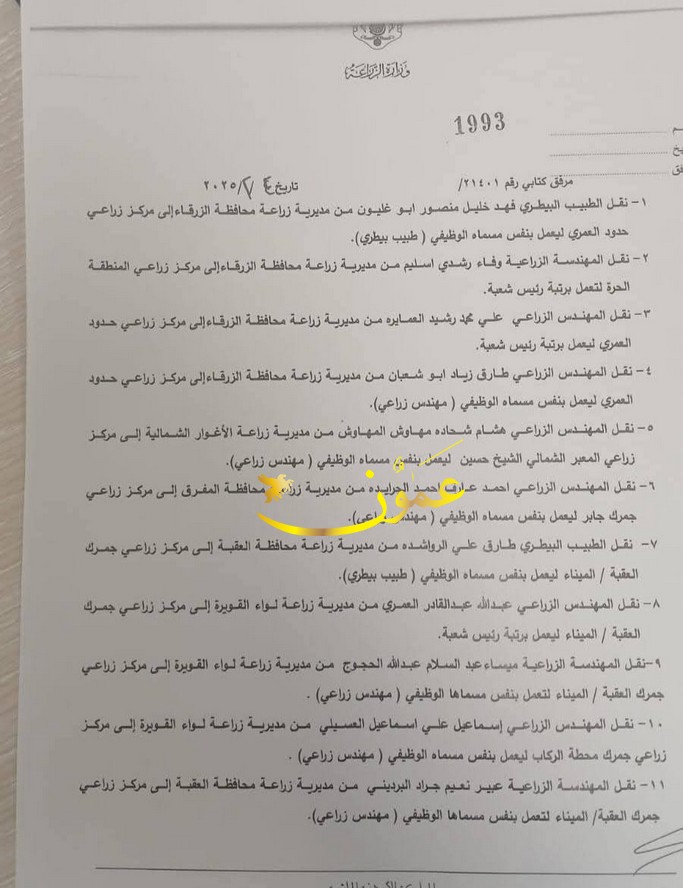 وزارة الزراعة
1993
مرفق كتابي رقم ٢١٤٠١/ تاريخ ٢٠٢٥/٧/٤
١- نقل الطبيب البيطري فهد خليل منصور ابو غليون من مديرية زراعة محافظة الزرقاء إلى مركز زراعي
حدود العمري ليعمل بنفس مسماه الوظيفي ( طبيب بيطري).
٢- نقل المهندسة الزراعية وفاء رشدي اسليم من مديرية زراعة محافظة الزرقاء إلى مركز زراعي المنطقة
الحرة لتعمل برتبة رئيس شعبة.
٣- نقل المهندس الزراعي علي محمد رشيد العمايره من مديرية زراعة محافظة الزرقاء إلى مركز زراعي حدود
العمري ليعمل برتبة رئيس شعبة.
٤- نقل المهندس الزراعي طارق زياد ابو شعبان من مديرية زراعة محافظة الزرقاء إلى مركز زراعي حدود
العمري ليعمل بنفس مسماه الوظيفي ( مهندس زراعي).
٥- نقل المهندس الزراعي هشام شحاده مهاوش المهاوش من مديرية زراعة الأغوار الشمالية إلى مركز
زراعي المعبر الشمالي الشيخ حسين ليعمل بنفس مسماه الوظيفي ( مهندس زراعي).
عمون
٦- نقل المهندس الزراعي احمد احمد الجرايده من مديرية محافظة المفرق إلى مركز زراعي
جمرك جابر ليعمل بنفس مسماه الوظيفي ( مهندس زراعي).
٧- نقل الطبيب البيطري طارق علي الرواشده من مديرية زراعة محافظة العقبة إلى مركز زراعي جمرك
العقبة / الميناء ليعمل بنفس مسماه الوظيفي ( طبيب بيطري).
٨- نقل المهندس الزراعي عبدالله عبدالقادر العمري من مديرية زراعة لواء القويرة إلى مركز زراعي جمرك
العقبة / الميناء ليعمل برتبة رئيس شعبة.
٩-نقل المهندسة الزراعية ميساء عبد السلام عبدالله الحجوج من مديرية زراعة لواء القويرة إلى مركز زراعي
جمرك العقبة / الميناء لتعمل بنفس مسماها الوظيفي ( مهندس زراعي) .
١٠- نقل المهندس الزراعي إسماعيل علي اسماعيل العسيلي من مديرية زراعة لواء القويرة إلى مركز
زراعي جمرك محطة الركاب ليعمل بنفس مسماه الوظيفي ( مهندس زراعي) .
١١- نقل المهندسة الزراعية عبير نعيم جراد البرديني من مديرية زراعة محافظة العقبة إلى مركز زراعي
جمرك العقبة/ الميناء لتعمل بنفس مسماها الوظيفي ( مهندس زراعي).